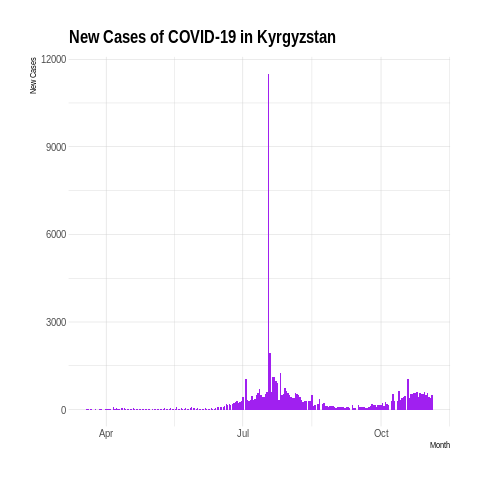 New Cases of COVID-19 in Kyrgyzstan
New Cases
12000
9000
6000
3000
0
Apr
Jul
Oct
Month